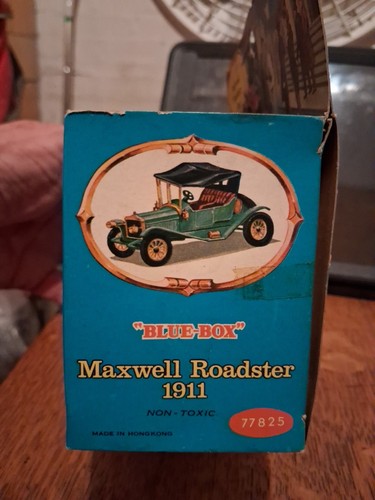 "BLUE-BOX"
Maxwell Roadster
1911
NON-TOXIC
77825
MADE IN HONGKONG